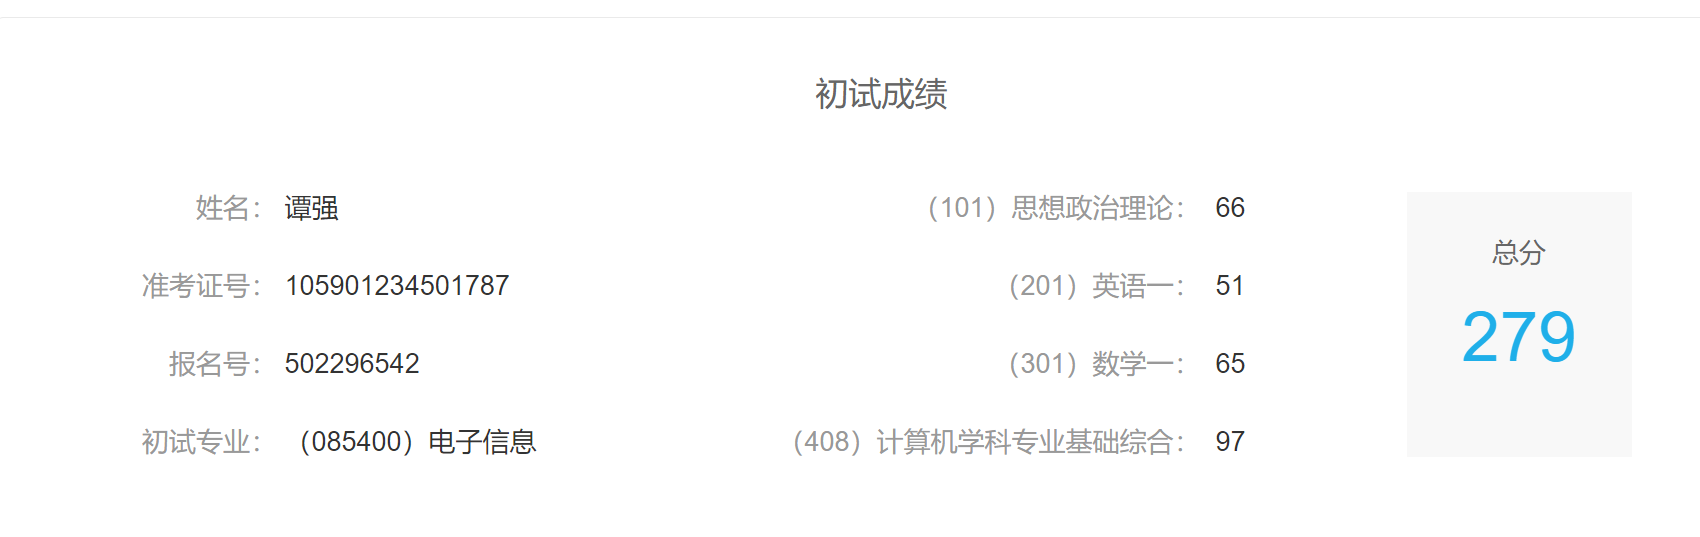 初试成绩
姓名： 谭强
准考证号： 105901234501787
报名号： 502296542
初试专业： （085400）电子信息
（101）思想政治理论： 66
（201）英语一： 51
（301）数学一： 65
（408）计算机学科专业基础综合： 97
总分
279